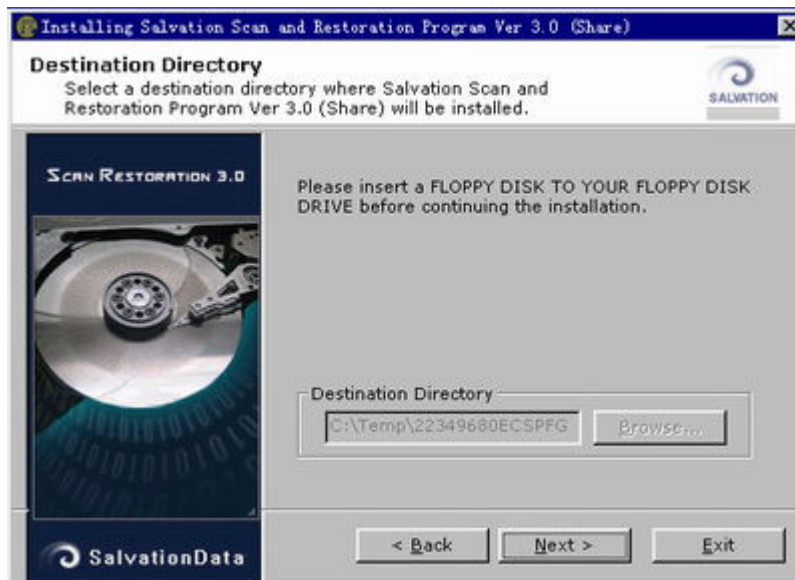 Installing Salvation Scan and Restoration Program Ver 3.0 (Share)
Destination Directory
Select a destination directory where Salvation Scan and
Restoration Program Ver 3.0 (Share) will be installed.
SALVATION
SCAN RESTORATION 3.0
Please insert a FLOPPY DISK TO YOUR FLOPPY DISK
DRIVE before continuing the installation.
Destination Directory
C:\Temp\22349680ECSPFG
Browse...
SalvationData
< Back
Next >
Exit